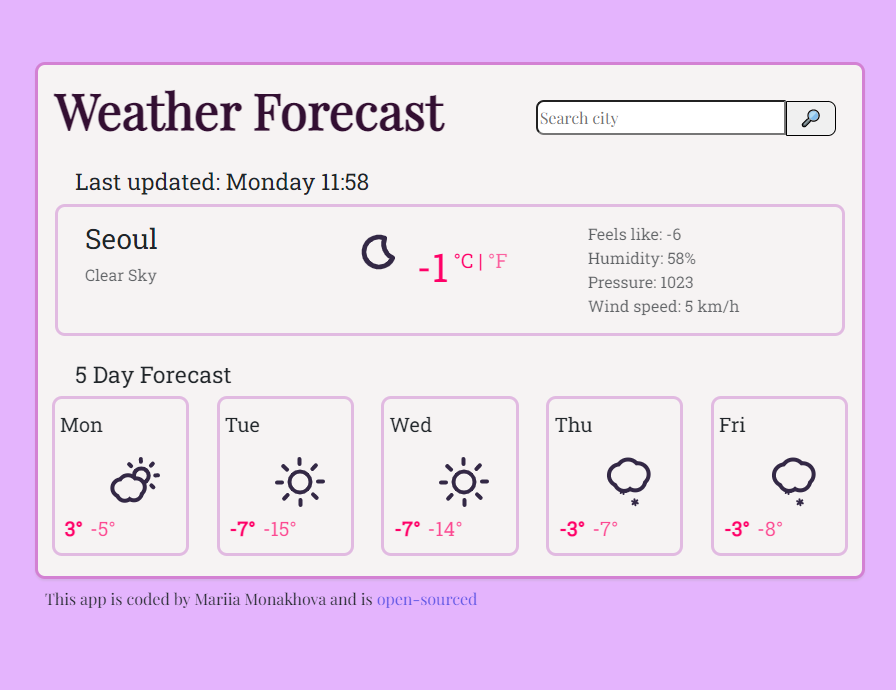 Weather Forecast
Search city
Last updated: Monday 11:58
Seoul
Clear Sky
-1 °C | °F
Feels like: -6
Humidity: 58%
Pressure: 1023
Wind speed: 5 km/h
5 Day Forecast
Mon
3° -5°
Tue
-7° -15°
Wed
-7° -14°
Thu
-3° -7°
Fri
-3° -8°
This app is coded by Mariia Monakhova and is open-sourced